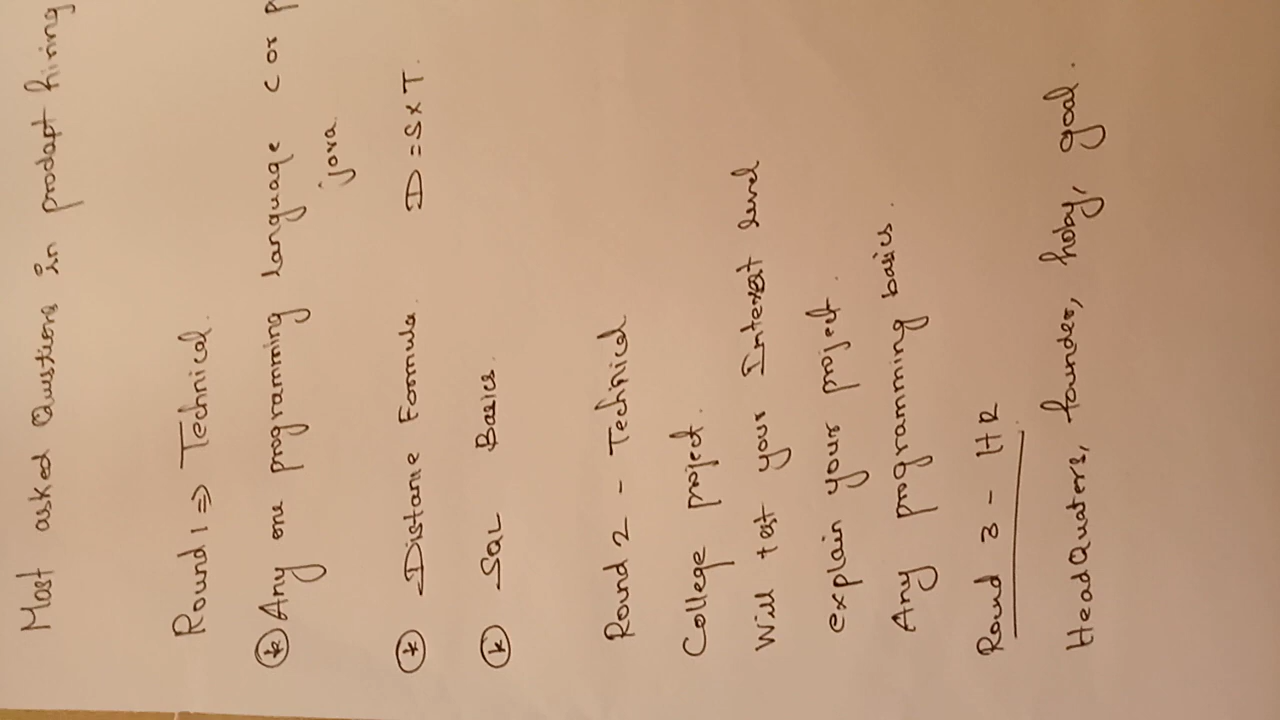 Most asked Questions in prodapt hiring
Round 1 => Technical.
* Any one programming language C or
java.
* Distance Formula. D = S x T.
* SQL Basics.
Round 2 - Technical
College project.
Will test your Interest level
explain your project.
Any programming basics.
Round 3 - HR
HeadQuaters, founder, hoby, goal.